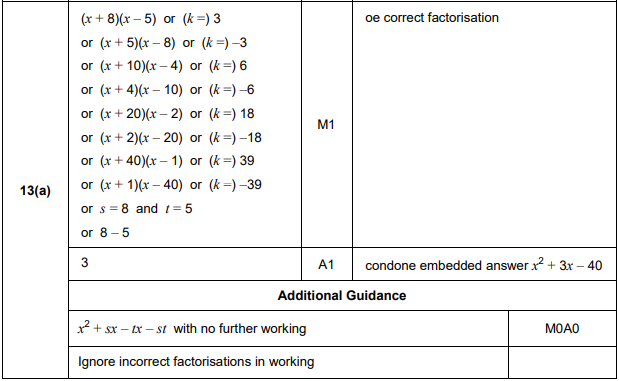 (x + 8)(x – 5) or (k =) 3
or (x + 5)(x – 8) or (k =) –3
or (x + 10)(x – 4) or (k =) 6
or (x + 4)(x – 10) or (k =) –6
or (x + 20)(x – 2) or (k =) 18
or (x + 2)(x – 20) or (k =) –18
or (x + 40)(x – 1) or (k =) 39
or (x + 1)(x – 40) or (k =) –39
or s = 8 and t = 5
or 8 – 5
M1
oe correct factorisation
13(a)
3
A1
condone embedded answer x² + 3x – 40
Additional Guidance
x² + sx – tx – st with no further working
M0A0
Ignore incorrect factorisations in working